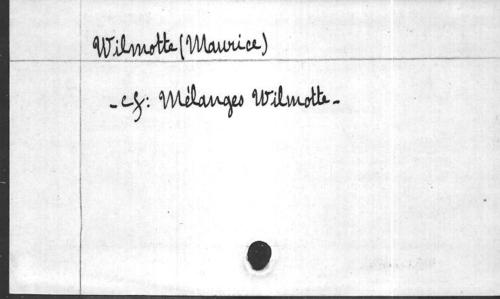 Wilmotte (Maurice)
- cf: Mélanges Wilmotte -